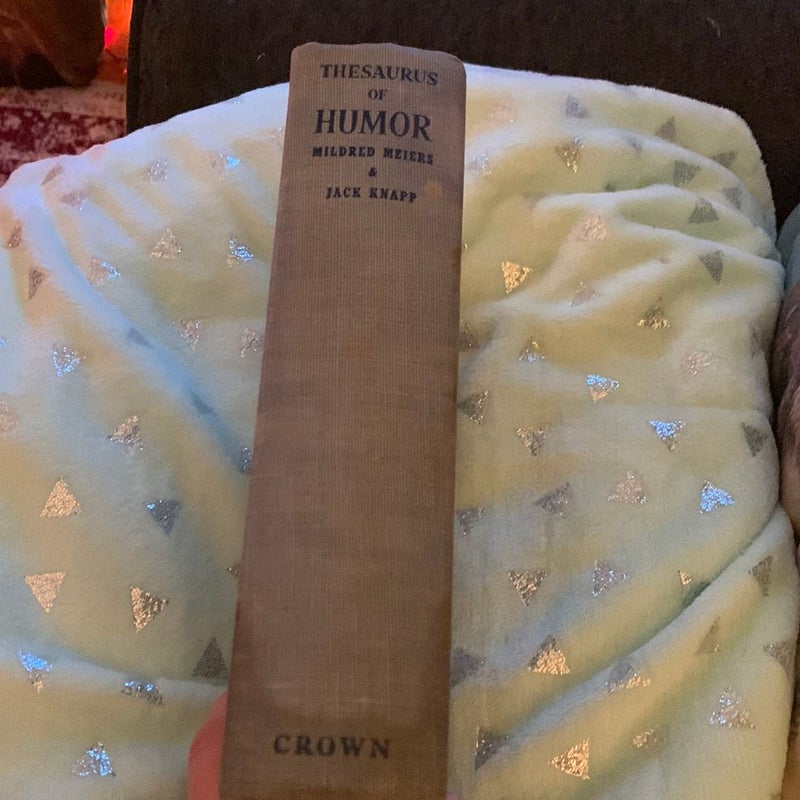 THESAURUS
OF
HUMOR
MILDRED MEIERS
&
JACK KNAPP
CROWN